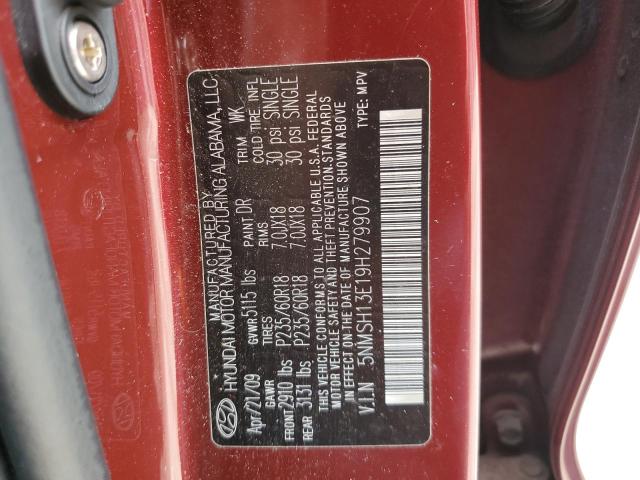 MANUFACTURED BY
HYUNDAI MOTOR MANUFACTURING ALABAMA, LLC
Apr/21/09 GVWR 5115 lbs PAINT DR TRIM WK
GAWR TIRES RIMS COLD TIRE INFL
FRONT 2910 lbs P235/60R18 7.0JX18 30 psi SINGLE
REAR 3131 lbs P235/60R18 7.0JX18 30 psi SINGLE
THIS VEHICLE CONFORMS TO ALL APPLICABLE U.S.A. FEDERAL
MOTOR VEHICLE SAFETY AND THEFT PREVENTION STANDARDS
IN EFFECT ON THE DATE OF MANUFACTURE SHOWN ABOVE
V.I.N 5NMSH13E19H279907 TYPE: MPV